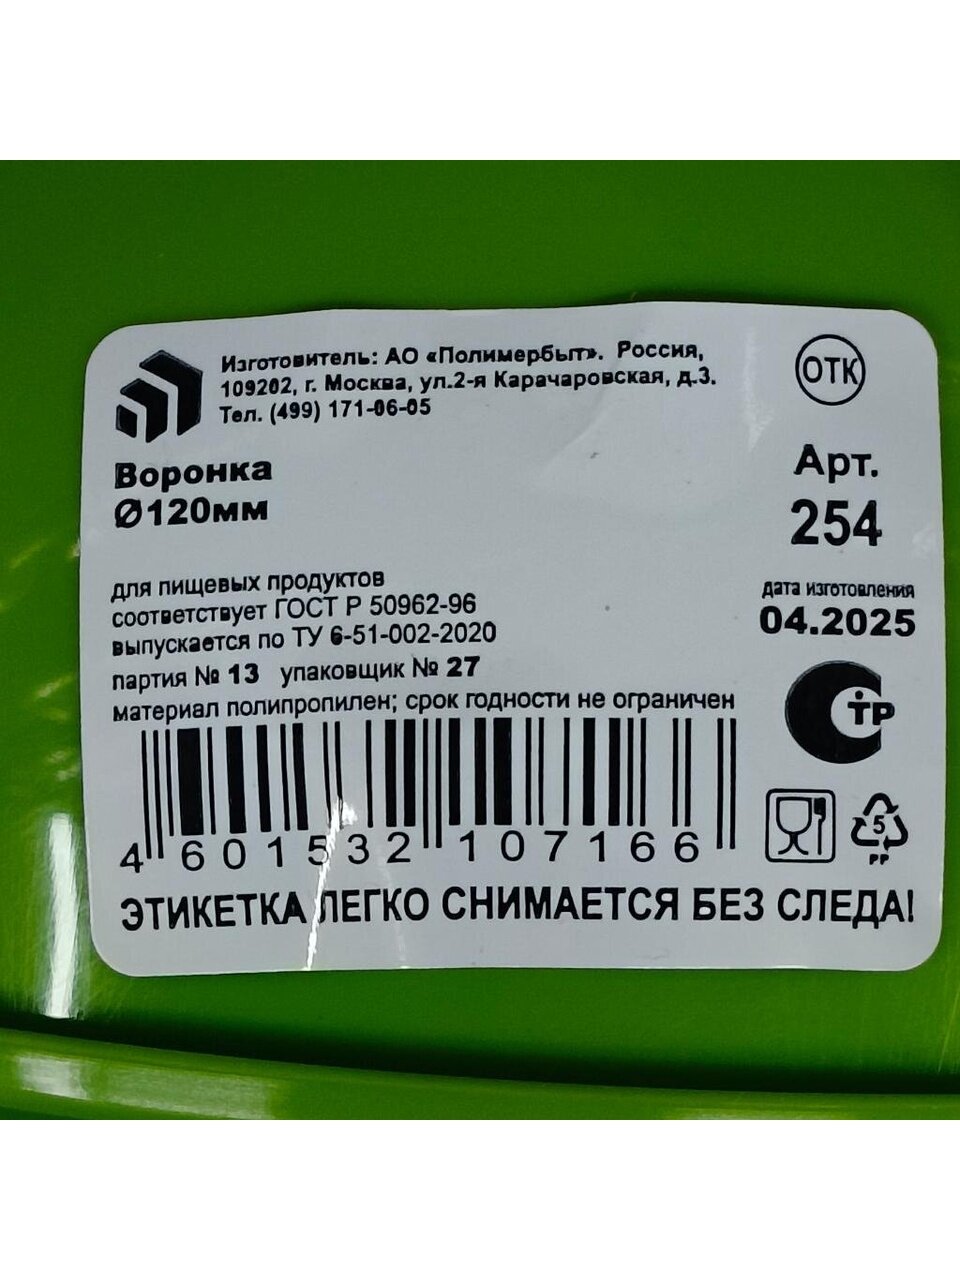 Изготовитель: АО «Полимербыт». Россия,
109202, г. Москва, ул.2-я Карачаровская, д.3.
Тел. (499) 171-06-05
ОТК
Воронка
Ø120мм
Арт.
254
для пищевых продуктов
соответствует ГОСТ Р 50962-96
выпускается по ТУ 6-51-002-2020
партия № 13 упаковщик № 27
материал полипропилен; срок годности не ограничен
дата изготовления
04.2025
тр
4 601532 107166
5
PP
ЭТИКЕТКА ЛЕГКО СНИМАЕТСЯ БЕЗ СЛЕДА!